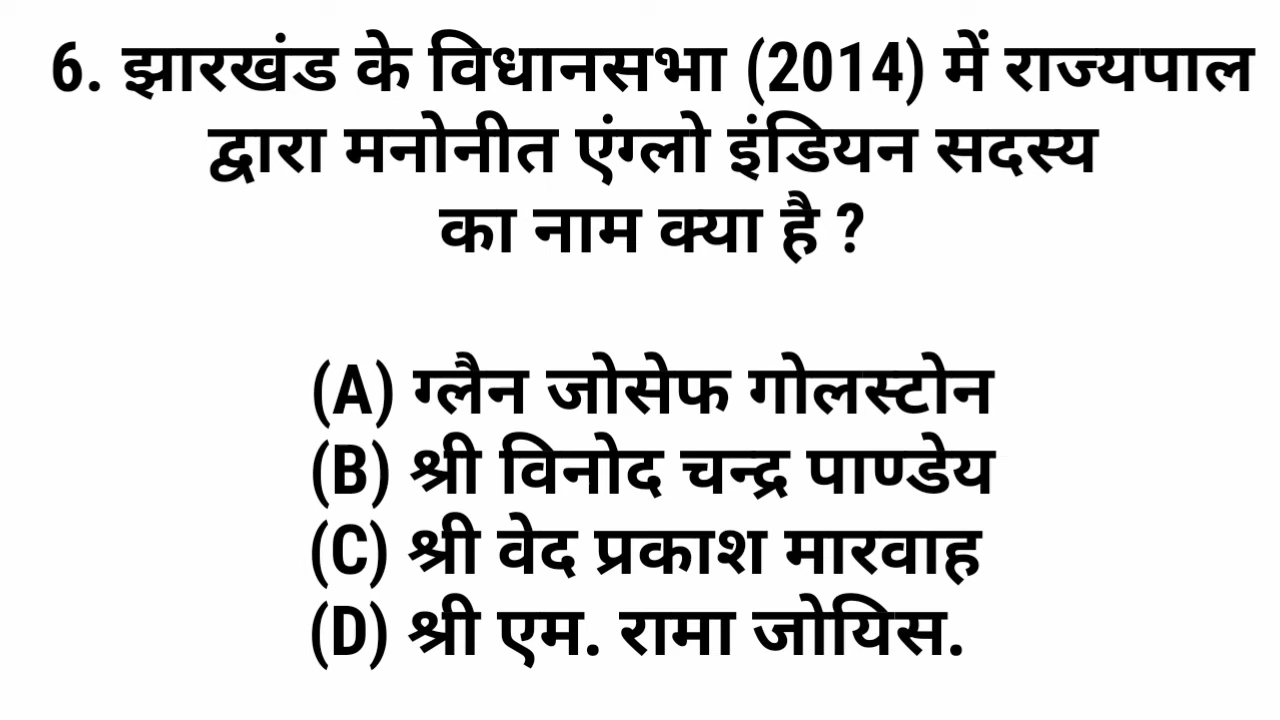 6. झारखंड के विधानसभा (2014) में राज्यपाल
द्वारा मनोनीत एंग्लो इंडियन सदस्य
का नाम क्या है ?
(A) ग्लैन जोसेफ गोलस्टोन
(B) श्री विनोद चन्द्र पाण्डेय
(C) श्री वेद प्रकाश मारवाह
(D) श्री एम. रामा जोयिस.